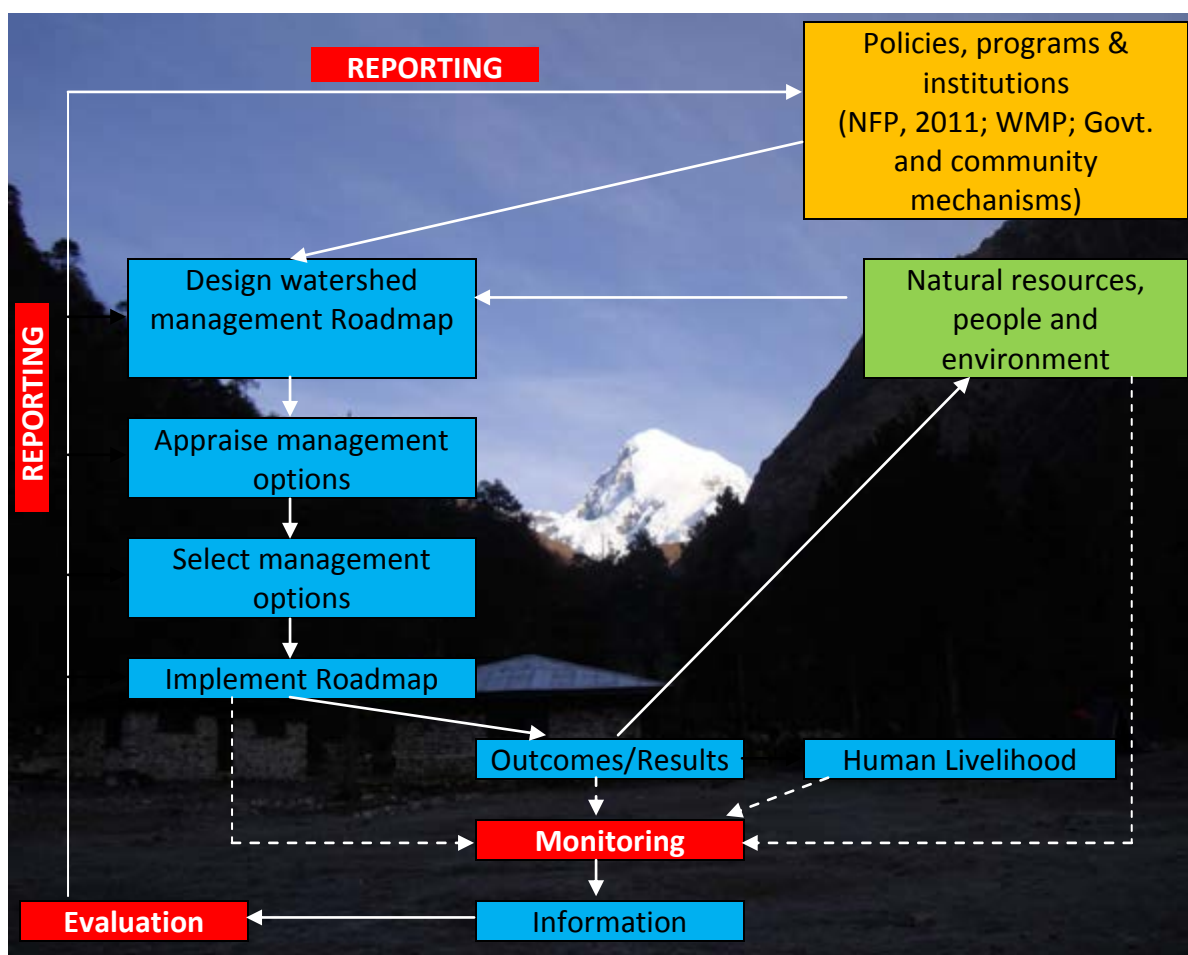 REPORTING
Policies, programs &
institutions
(NFP, 2011; WMP; Govt.
and community
mechanisms)
Design watershed
management Roadmap
Natural resources,
people and
environment
REPORTING
Appraise management
options
Select management
options
Implement Roadmap
Outcomes/Results
Human Livelihood
Monitoring
Evaluation
Information